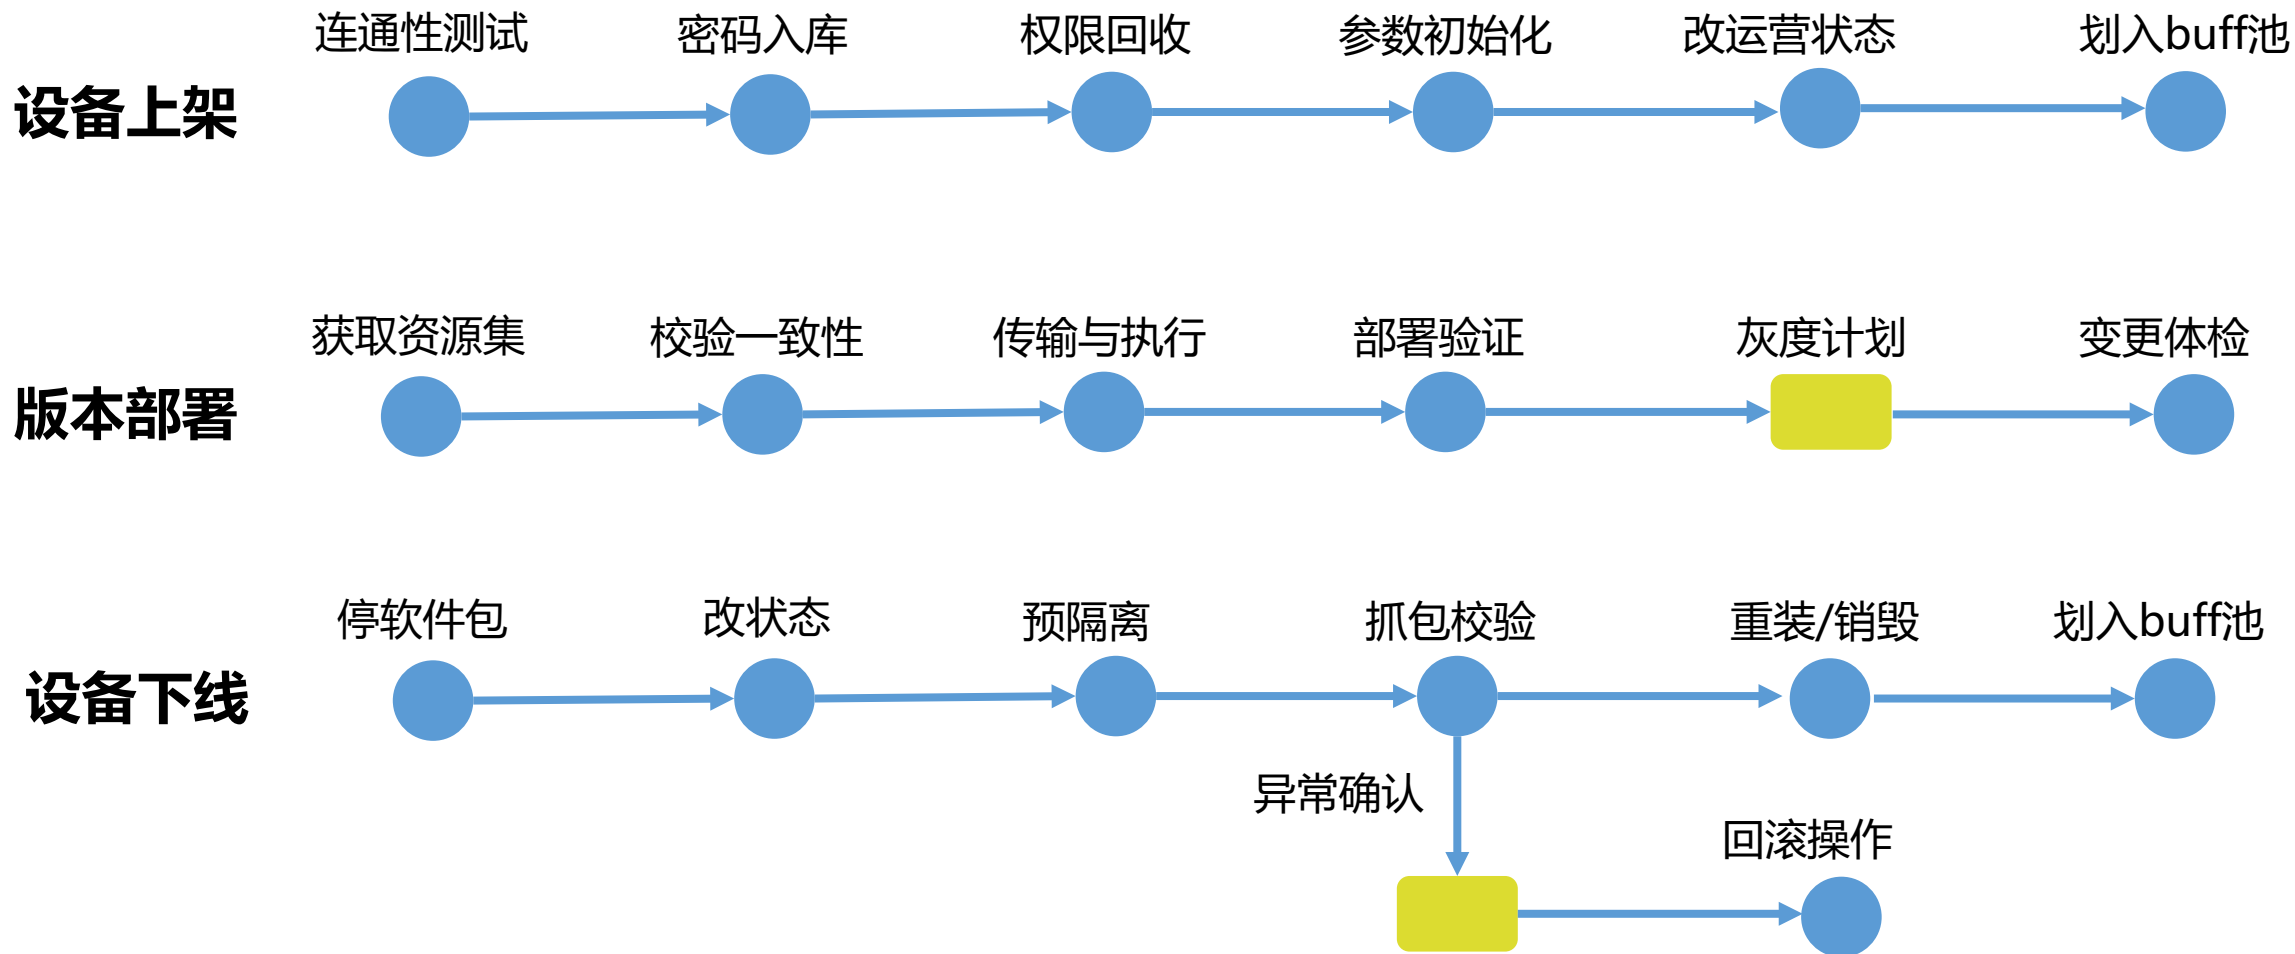 连通性测试
密码入库
权限回收
参数初始化
改运营状态
划入buff池
设备上架
获取资源集
校验一致性
传输与执行
部署验证
灰度计划
变更体检
版本部署
停软件包
改状态
预隔离
抓包校验
重装/销毁
划入buff池
设备下线
异常确认
回滚操作